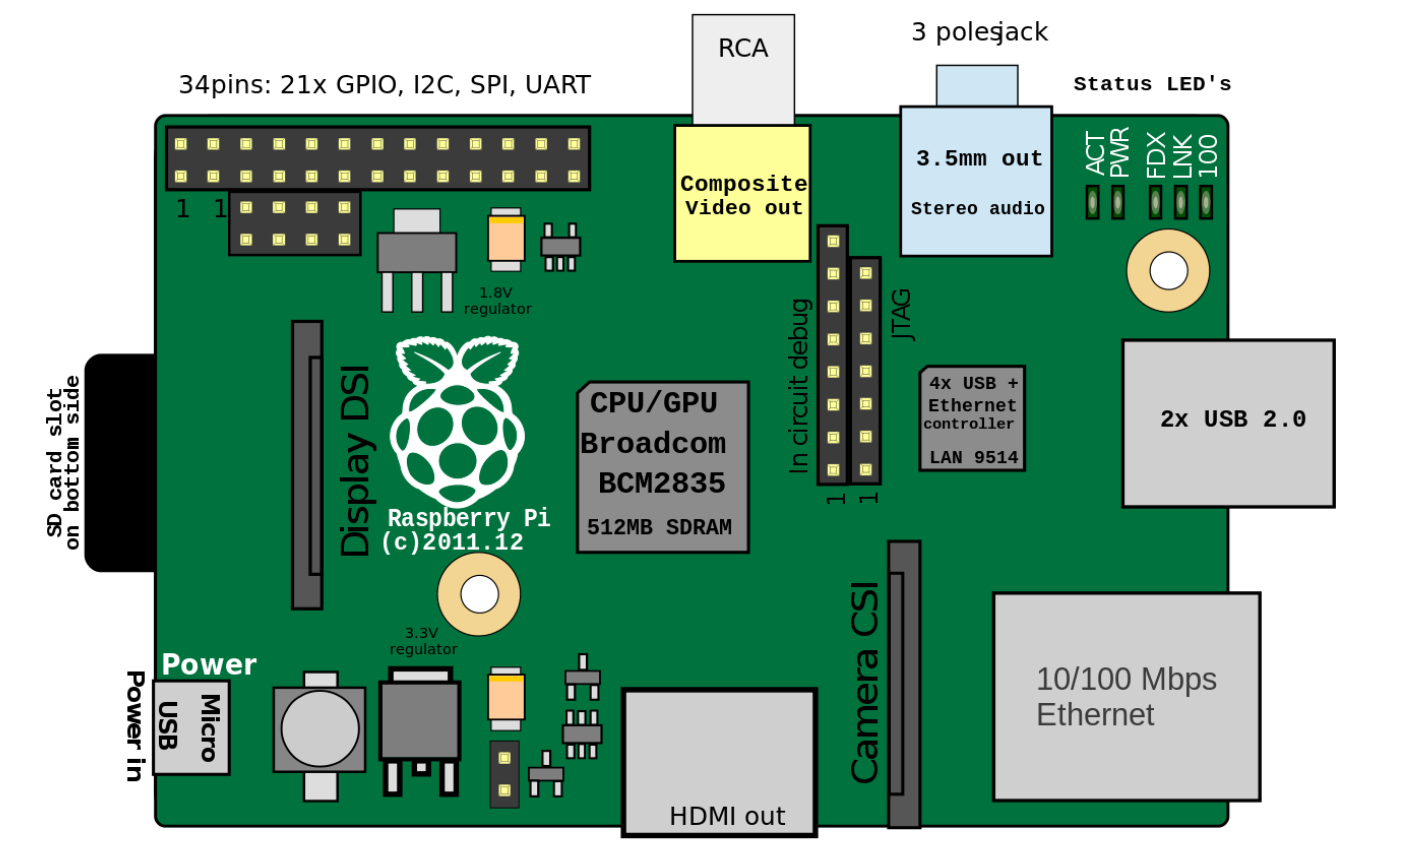 RCA
3 polesjack
34pins: 21x GPIO, I2C, SPI, UART
Status LED's
ACT
PWR
FDX
LNK
100
3.5mm out
Stereo audio
Composite
Video out
1
1
1.8V
regulator
In circuit debug
JTAG
1
1
Display DSI
SD card slot
on bottom side
Raspberry Pi
(c)2011.12
CPU/GPU
Broadcom
BCM2835
512MB SDRAM
4x USB +
Ethernet
controller
LAN 9514
2x USB 2.0
3.3V
regulator
Power
Power in
Micro
USB
HDMI out
Camera CSI
10/100 Mbps
Ethernet